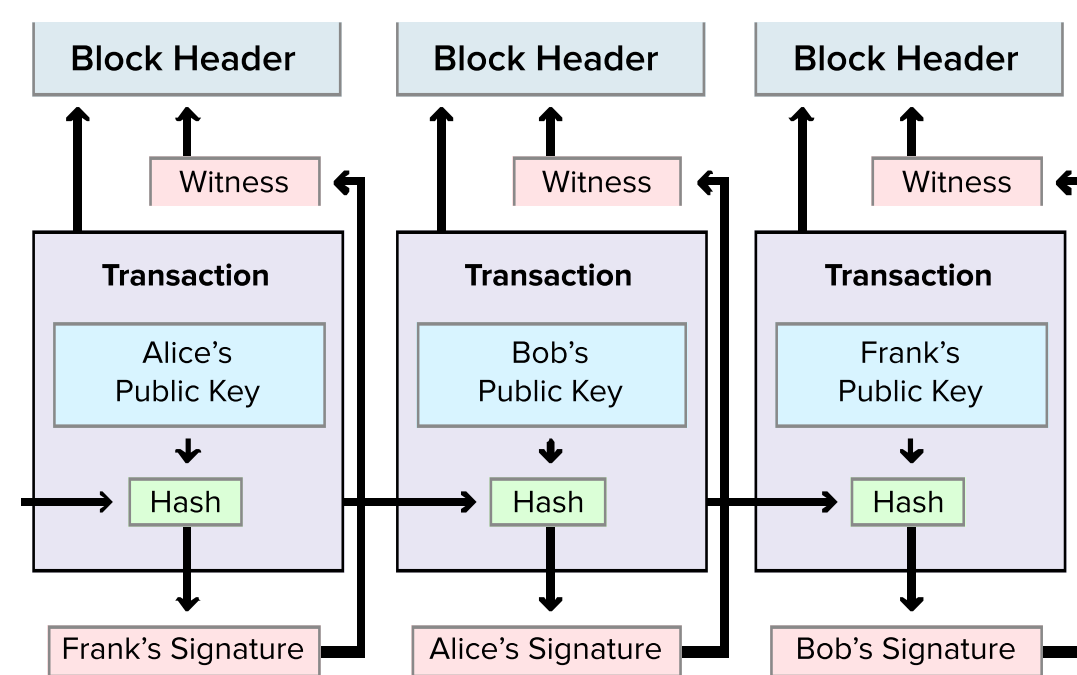 Block Header
Block Header
Block Header
Witness
Witness
Witness
Transaction
Transaction
Transaction
Alice’s
Public Key
Bob’s
Public Key
Frank’s
Public Key
Hash
Hash
Hash
Frank’s Signature
Alice’s Signature
Bob’s Signature